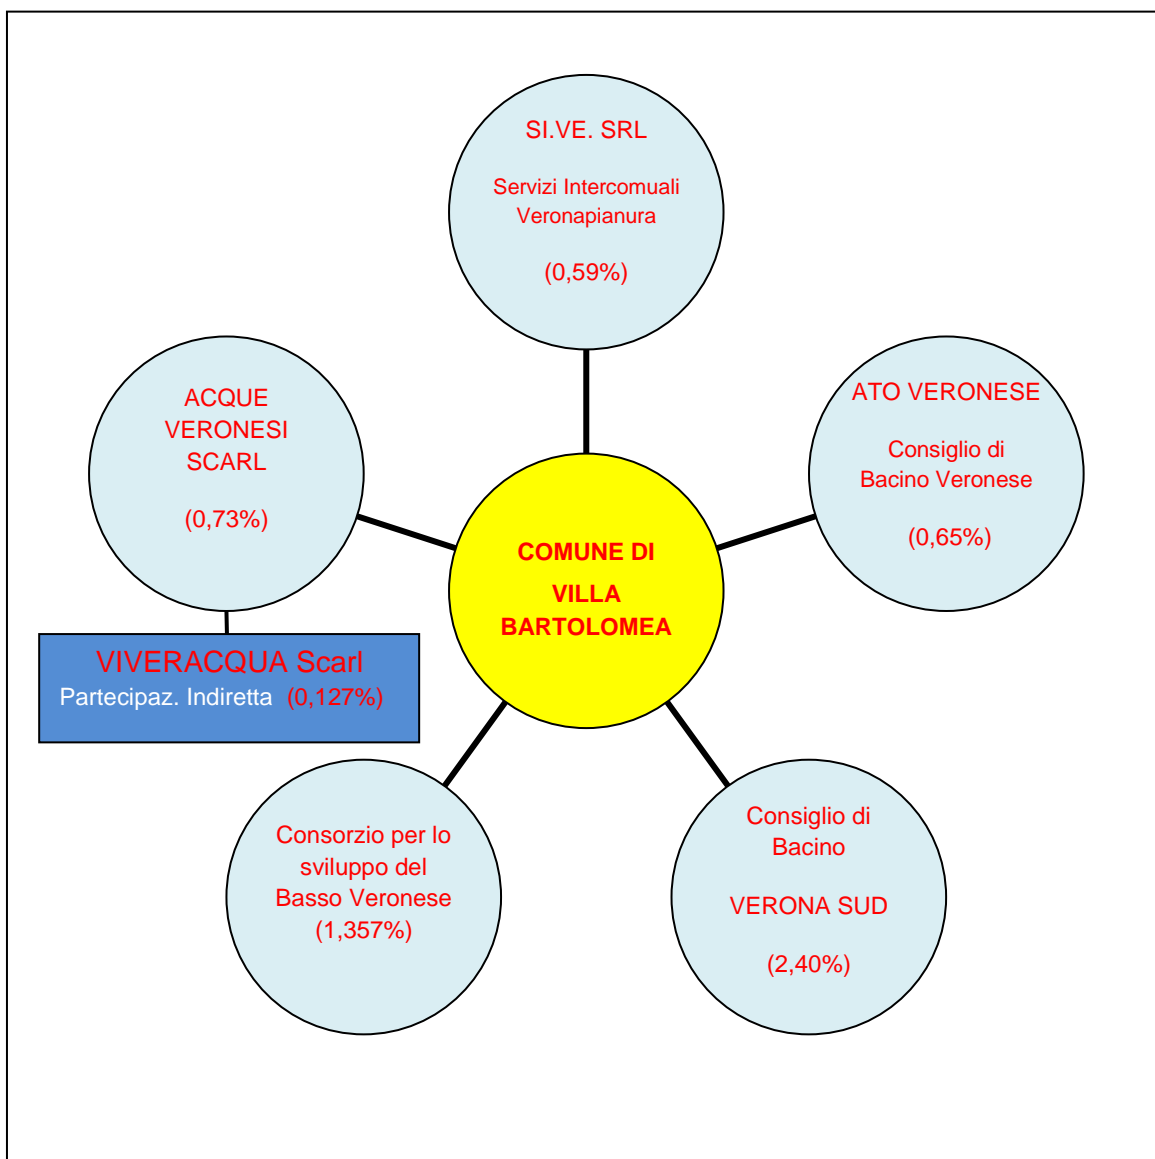 SI.VE. SRL
Servizi Intercomuali
Veronapianura
(0,59%)
ACQUE
VERONESI
SCARL
(0,73%)
ATO VERONESE
Consiglio di
Bacino Veronese
(0,65%)
COMUNE DI
VILLA
BARTOLOMEA
VIVERACQUA Scarl
Partecipaz. Indiretta (0,127%)
Consorzio per lo
sviluppo del
Basso Veronese
(1,357%)
Consiglio di
Bacino
VERONA SUD
(2,40%)